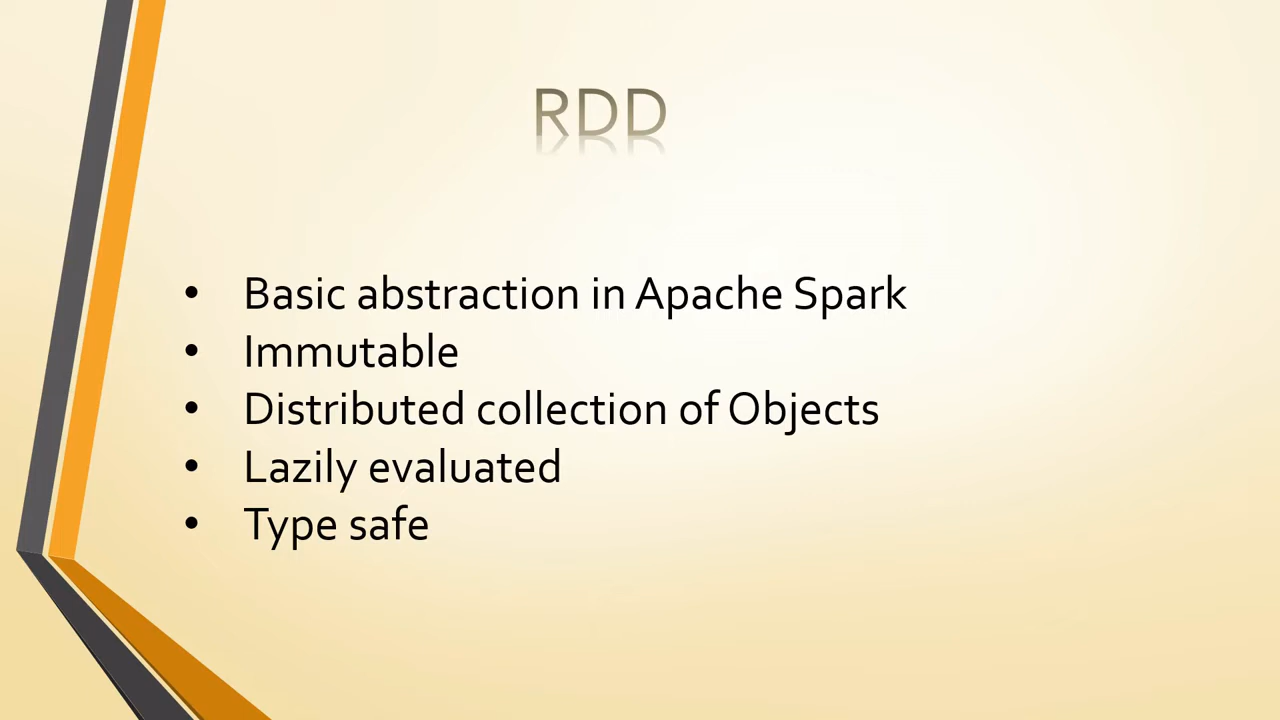 RDD
• Basic abstraction in Apache Spark
• Immutable
• Distributed collection of Objects
• Lazily evaluated
• Type safe